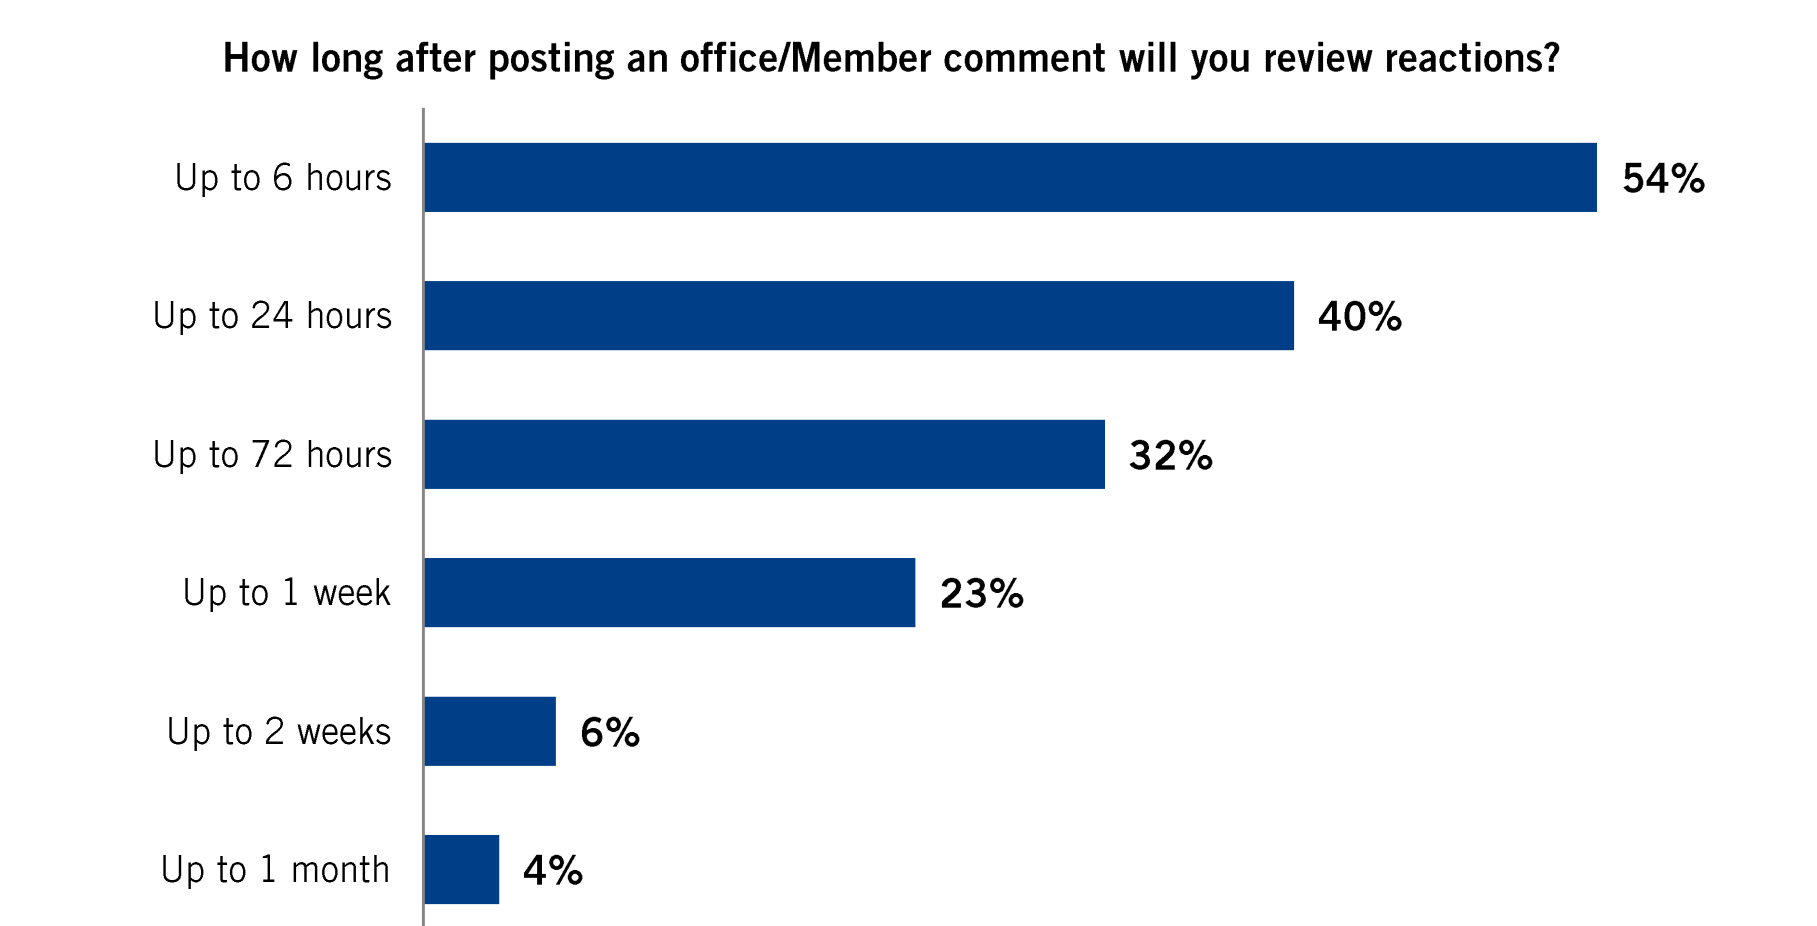 How long after posting an office/Member comment will you review reactions?
Up to 6 hours 54%
Up to 24 hours 40%
Up to 72 hours 32%
Up to 1 week 23%
Up to 2 weeks 6%
Up to 1 month 4%